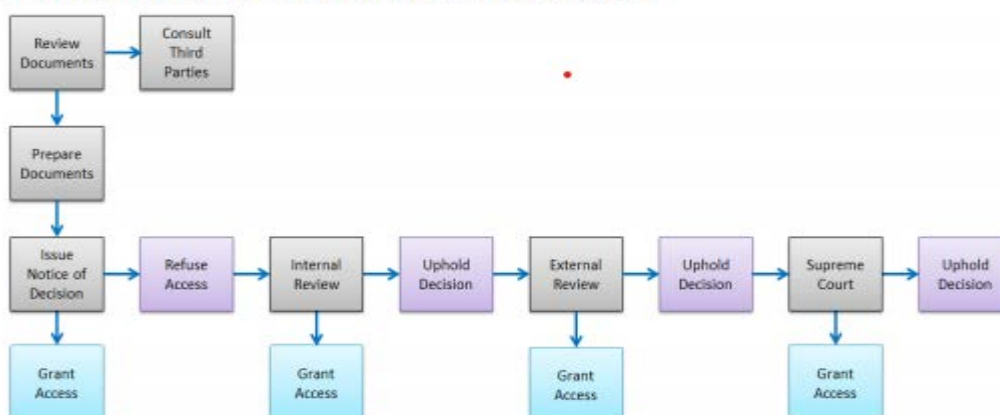 Review
Documents
Consult
Third
Parties
Prepare
Documents
Issue
Notice of
Decision
Refuse
Access
Internal
Review
Uphold
Decision
External
Review
Uphold
Decision
Supreme
Court
Uphold
Decision
Grant
Access
Grant
Access
Grant
Access
Grant
Access